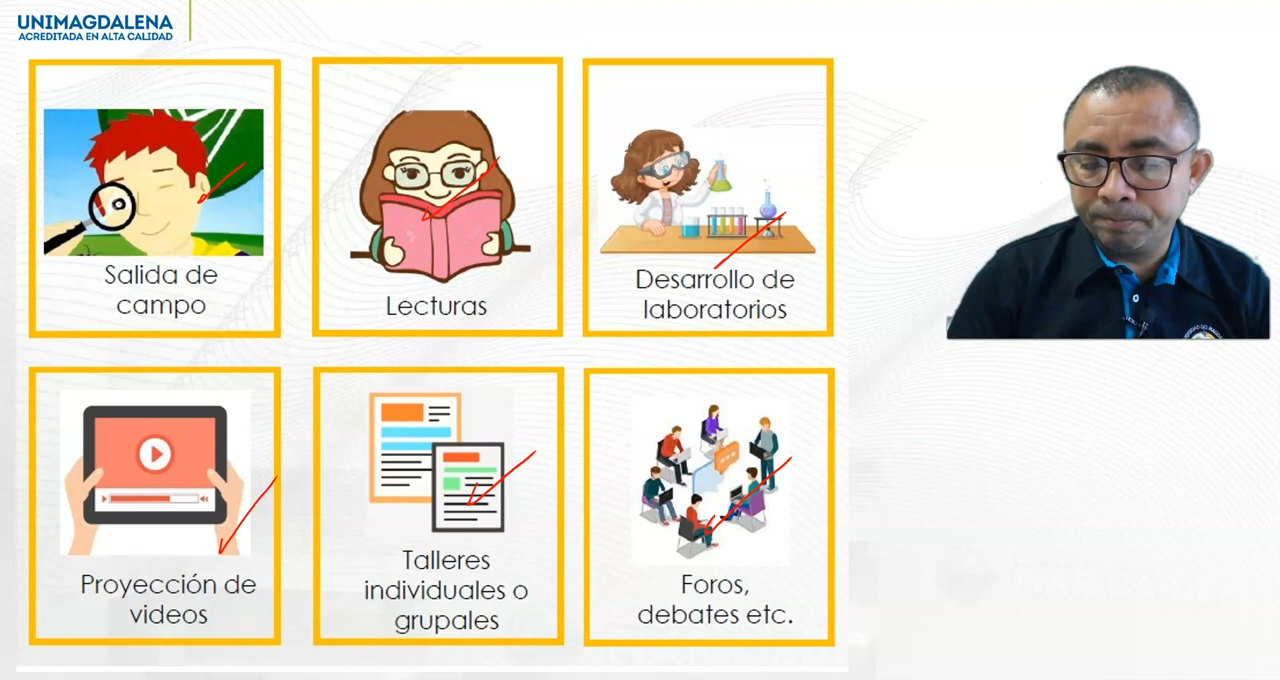 UNIMAGDALENA
ACREDITADA EN ALTA CALIDAD
Salida de
campo
Lecturas
Desarrollo de
laboratorios
Proyección de
videos
Talleres
individuales o
grupales
Foros,
debates etc.